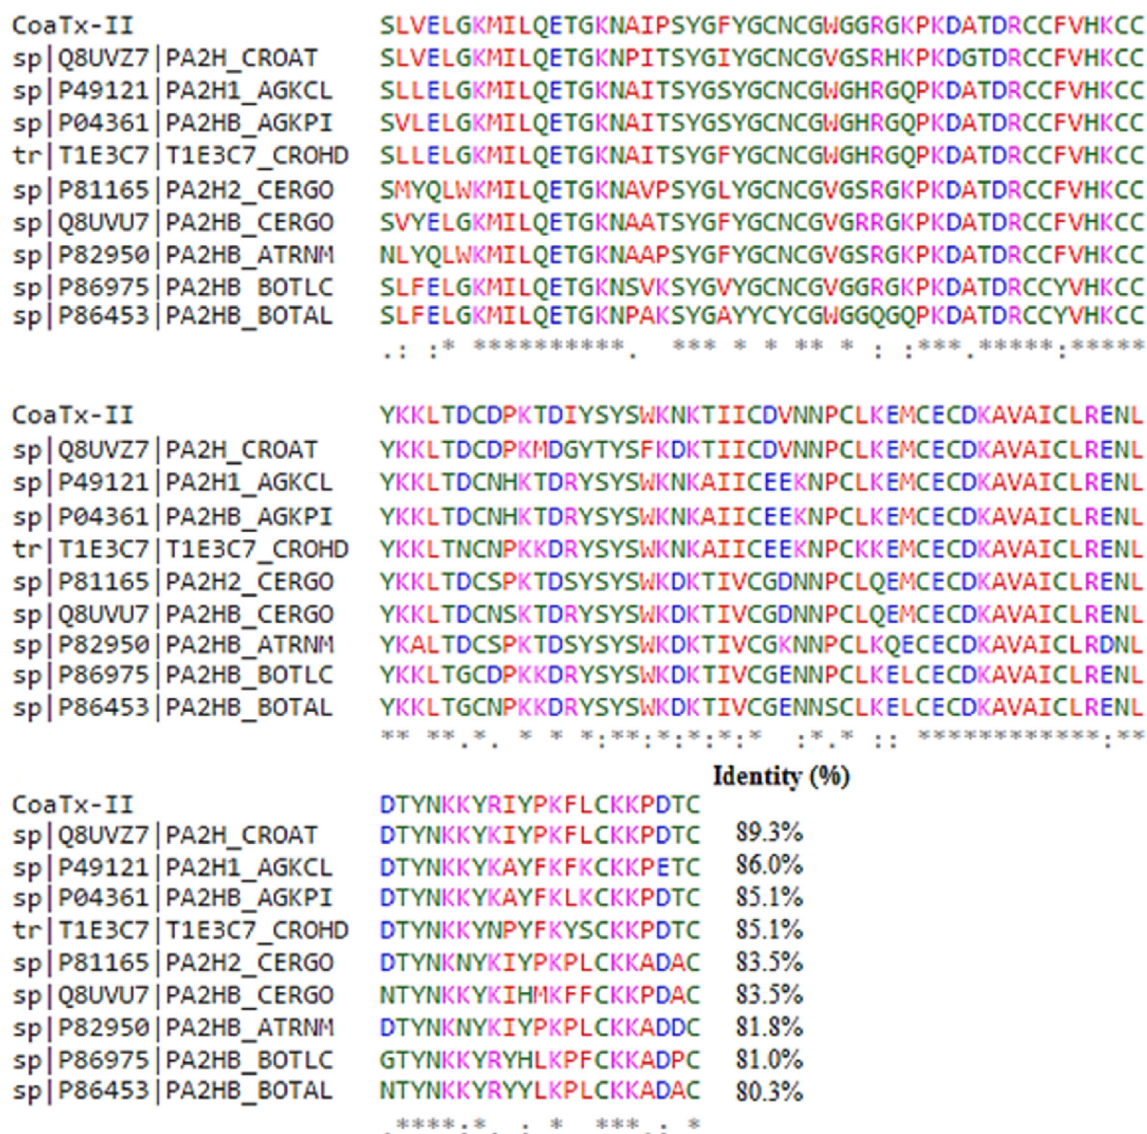 CoaTx-II SLVELGKMILQETGKNAIPSYGFYGCNCGWGGRGKPKDATDRCCFVHKCC
sp|Q8UVZ7|PA2H_CROAT SLVELGKMILQETGKNPITSYGIYGCNCGVGSRHKPKDGTDRCCFVHKCC
sp|P49121|PA2H1_AGKCL SLLELGKMILQETGKNAITSYGSYGCNCGWGHRGQPKDATDRCCFVHKCC
sp|P04361|PA2HB_AGKPI SVLELGKMILQETGKNAITSYGSYGCNCGWGHRGQPKDATDRCCFVHKCC
tr|T1E3C7|T1E3C7_CROHD SLLELGKMILQETGKNAITSYGFYGCNCGWGHRGQPKDATDRCCFVHKCC
sp|P81165|PA2H2_CERGO SMYQLWKMILQETGKNAVPSYGLYGCNCGVGSRGKPKDATDRCCFVHKCC
sp|Q8UVU7|PA2HB_CERGO SVYELGKMILQETGKNAATSYGFYGCNCGVGRRGKPKDATDRCCFVHKCC
sp|P82950|PA2HB_ATRNM NLYQLWKMILQETGKNAAPSYGFYGCNCGVGSRGKPKDATDRCCFVHKCC
sp|P86975|PA2HB_BOTLC SLFELGKMILQETGKNSVKSYGVYGCNCGVGGRGKPKDATDRCCYVHKCC
sp|P86453|PA2HB_BOTAL SLFELGKMILQETGKNPAKSYGAYYCYCGWGGQGQPKDATDRCCYVHKCC
.: :* **********. *** * * ** * : :***.*****:*****
CoaTx-II YKKLTDCDPKTDIYSYSWKNKTIICDVNNPCLKEMCECDKAVAICLRENL
sp|Q8UVZ7|PA2H_CROAT YKKLTDCDPKMDGYTYSFKDKTIICDVNNPCLKEMCECDKAVAICLRENL
sp|P49121|PA2H1_AGKCL YKKLTDCNHKTDRYSYSWKNKAIICEEKNPCLKEMCECDKAVAICLRENL
sp|P04361|PA2HB_AGKPI YKKLTDCNHKTDRYSYSWKNKAIICEEKNPCLKEMCECDKAVAICLRENL
tr|T1E3C7|T1E3C7_CROHD YKKLTNCNPKKDRYSYSWKNKAIICEEKNPCKKEMCECDKAVAICLRENL
sp|P81165|PA2H2_CERGO YKKLTDCSPKTDSYSYSWKDKTIVCGDNNPCLQEMCECDKAVAICLRENL
sp|Q8UVU7|PA2HB_CERGO YKKLTDCNSKTDRYSYSWKDKTIVCGDNNPCLQEMCECDKAVAICLRENL
sp|P82950|PA2HB_ATRNM YKALTDCSPKTDSYSYSWKDKTIVCGKNNPCLKQECECDKAVAICLRDNL
sp|P86975|PA2HB_BOTLC YKKLTGCDPKKDRYSYSWKDKTIVCGENNPCLKELCECDKAVAICLRENL
sp|P86453|PA2HB_BOTAL YKKLTGCNPKKDRYSYSWKDKTIVCGENNSCLKELCECDKAVAICLRENL
** **.*. * * *:**:*:*:*:* :*.* :: ************:**
Identity (%)
CoaTx-II DTYNKKYRIYPKFLCKKPDTC
sp|Q8UVZ7|PA2H_CROAT DTYNKKYRIYPKFLCKKPDTC 89.3%
sp|P49121|PA2H1_AGKCL DTYNKKYKAYFKFKCKKPETC 86.0%
sp|P04361|PA2HB_AGKPI DTYNKKYKAYFKLKCKKPDTC 85.1%
tr|T1E3C7|T1E3C7_CROHD DTYNKKYNPYFKYSCKKPDTC 85.1%
sp|P81165|PA2H2_CERGO DTYNKNYKIYPKPLCKKADAC 83.5%
sp|Q8UVU7|PA2HB_CERGO NTYNKKYKIHMKFFCKKPDAC 83.5%
sp|P82950|PA2HB_ATRNM DTYNKNYKIYPKPLCKKADDC 81.8%
sp|P86975|PA2HB_BOTLC GTYNKKYRYHLKPFCKKADPC 81.0%
sp|P86453|PA2HB_BOTAL NTYNKKYRYYLKPLCKKADAC 80.3%
.****:*. : * ***.: *